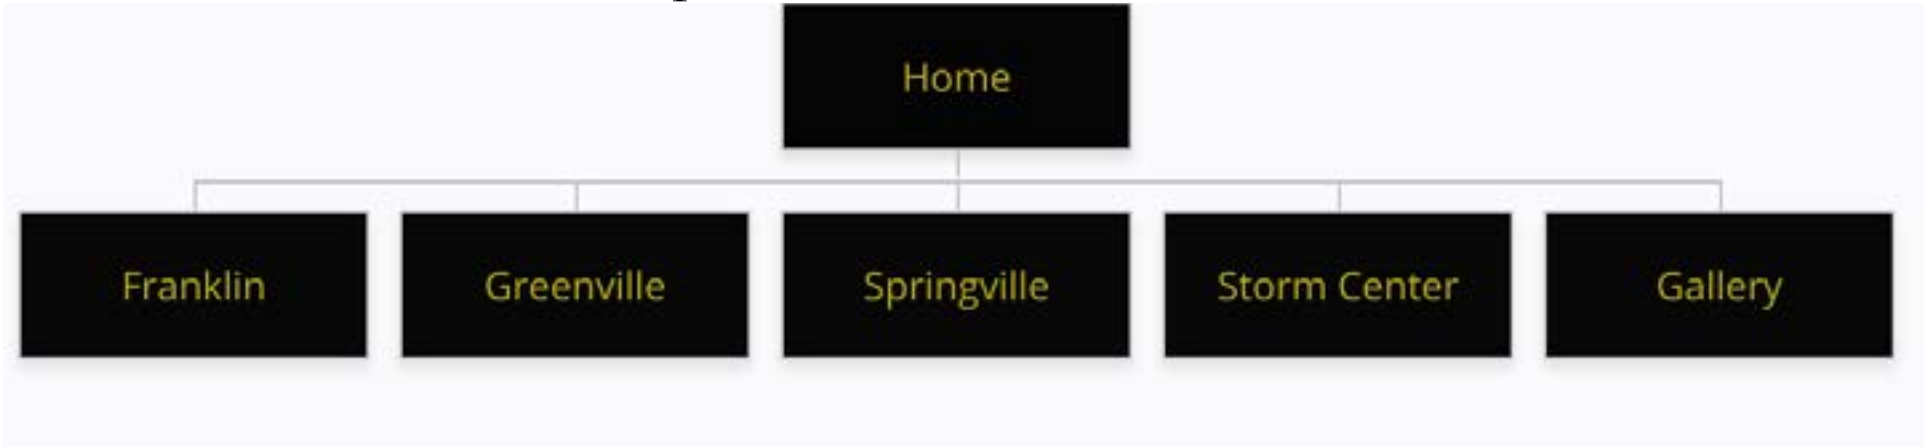 Home
Franklin
Greenville
Springville
Storm Center
Gallery